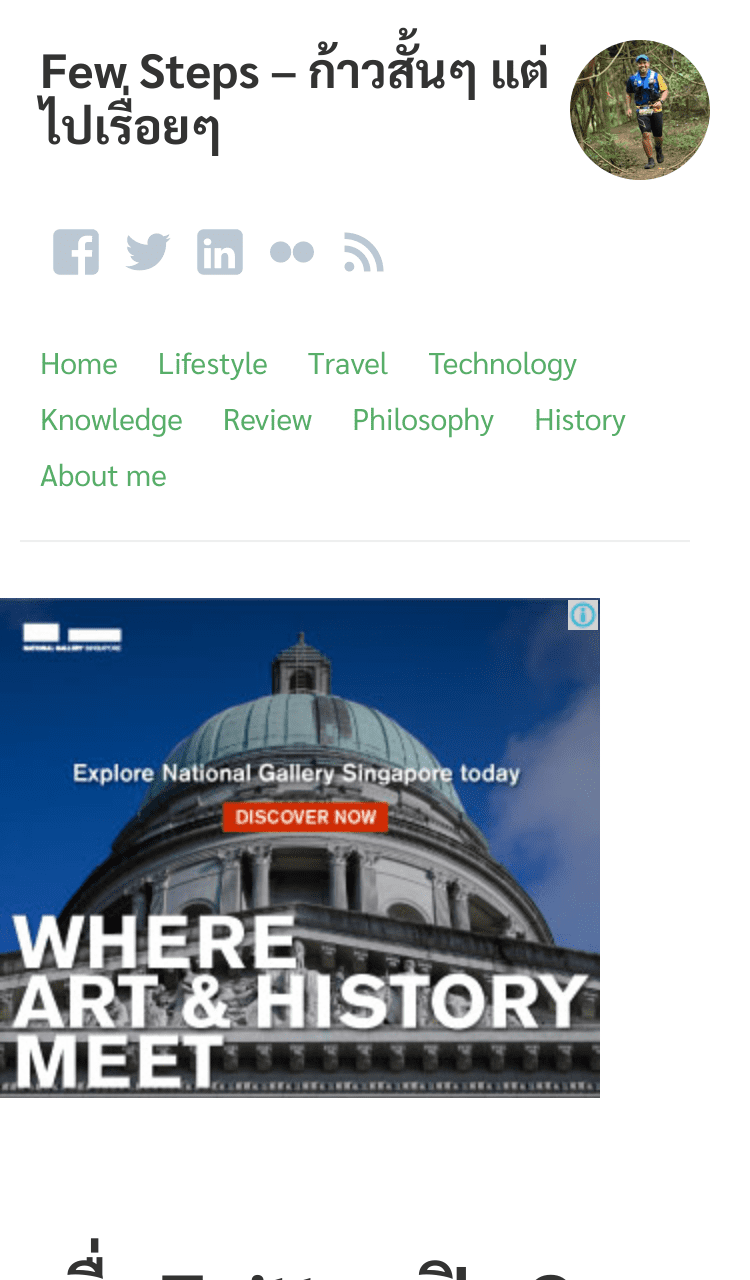 Few Steps – ก้าวสั้นๆ แต่
ไปเรื่อยๆ
Home Lifestyle Travel Technology
Knowledge Review Philosophy History
About me
NATIONAL GALLERY SINGAPORE
Explore National Gallery Singapore today
DISCOVER NOW
WHERE
ART & HISTORY
MEET